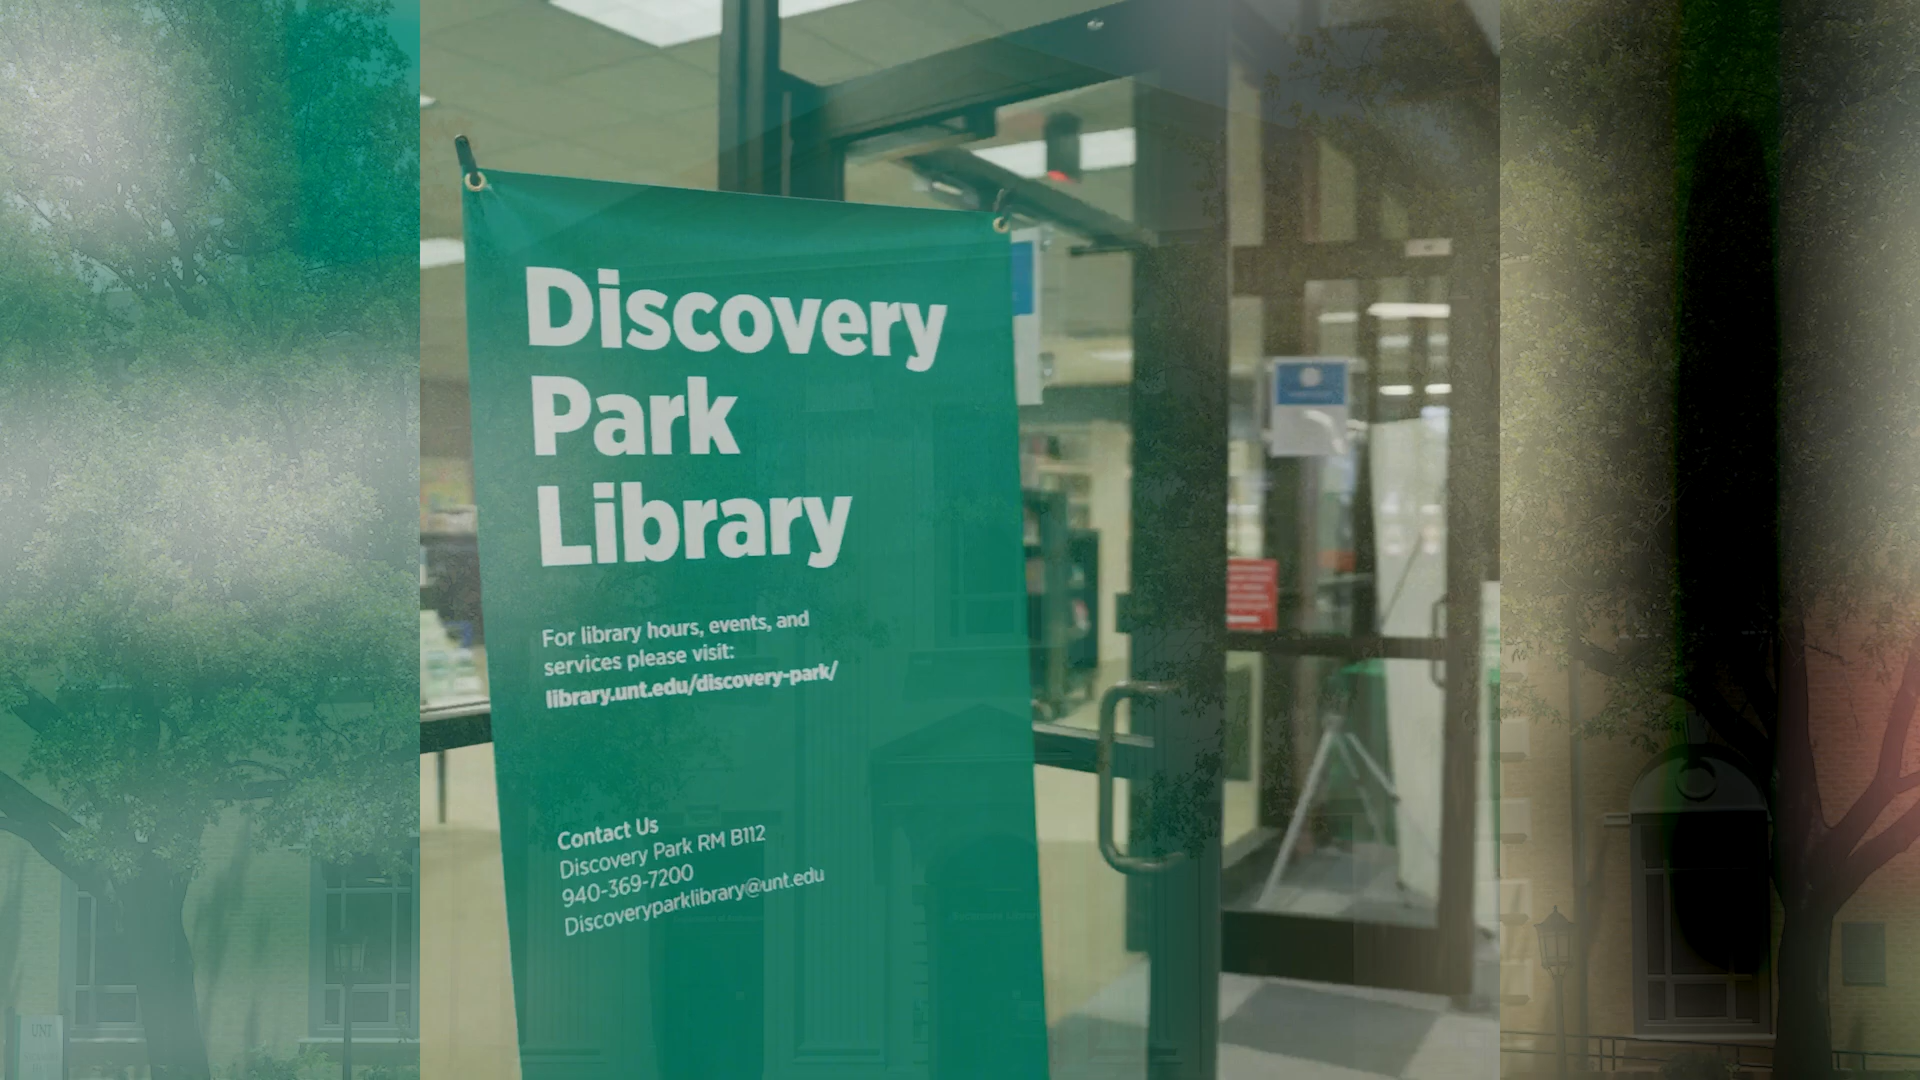 Discovery
Park
Library
For library hours, events, and
services please visit:
library.unt.edu/discovery-park/
Contact Us
Discovery Park RM B112
940-369-7200
Discoveryparklibrary@unt.edu
UNT